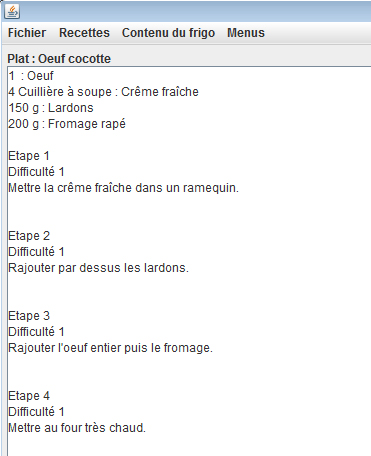 Fichier Recettes Contenu du frigo Menus
Plat : Oeuf cocotte
1 : Oeuf
4 Cuillière à soupe : Crême fraîche
150 g : Lardons
200 g : Fromage rapé
Etape 1
Difficulté 1
Mettre la crême fraîche dans un ramequin.
Etape 2
Difficulté 1
Rajouter par dessus les lardons.
Etape 3
Difficulté 1
Rajouter l'oeuf entier puis le fromage.
Etape 4
Difficulté 1
Mettre au four très chaud.